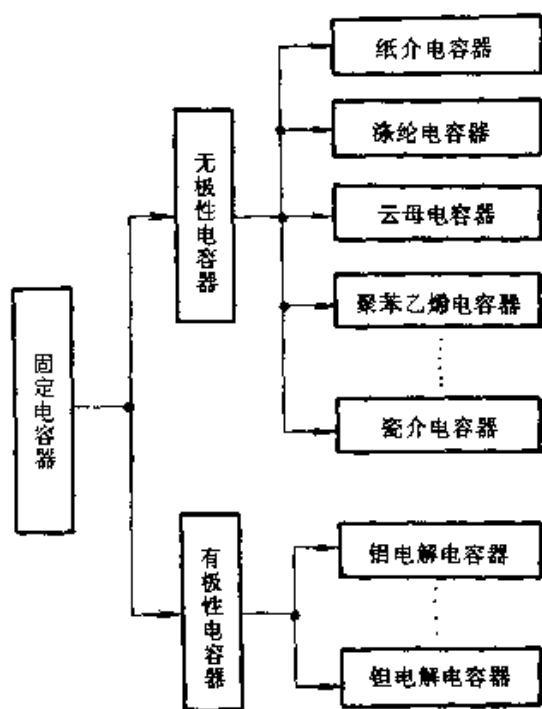 固定电容器
无极性电容器
纸介电容器
涤纶电容器
云母电容器
聚苯乙烯电容器
瓷介电容器
有极性电容器
铝电解电容器
钽电解电容器